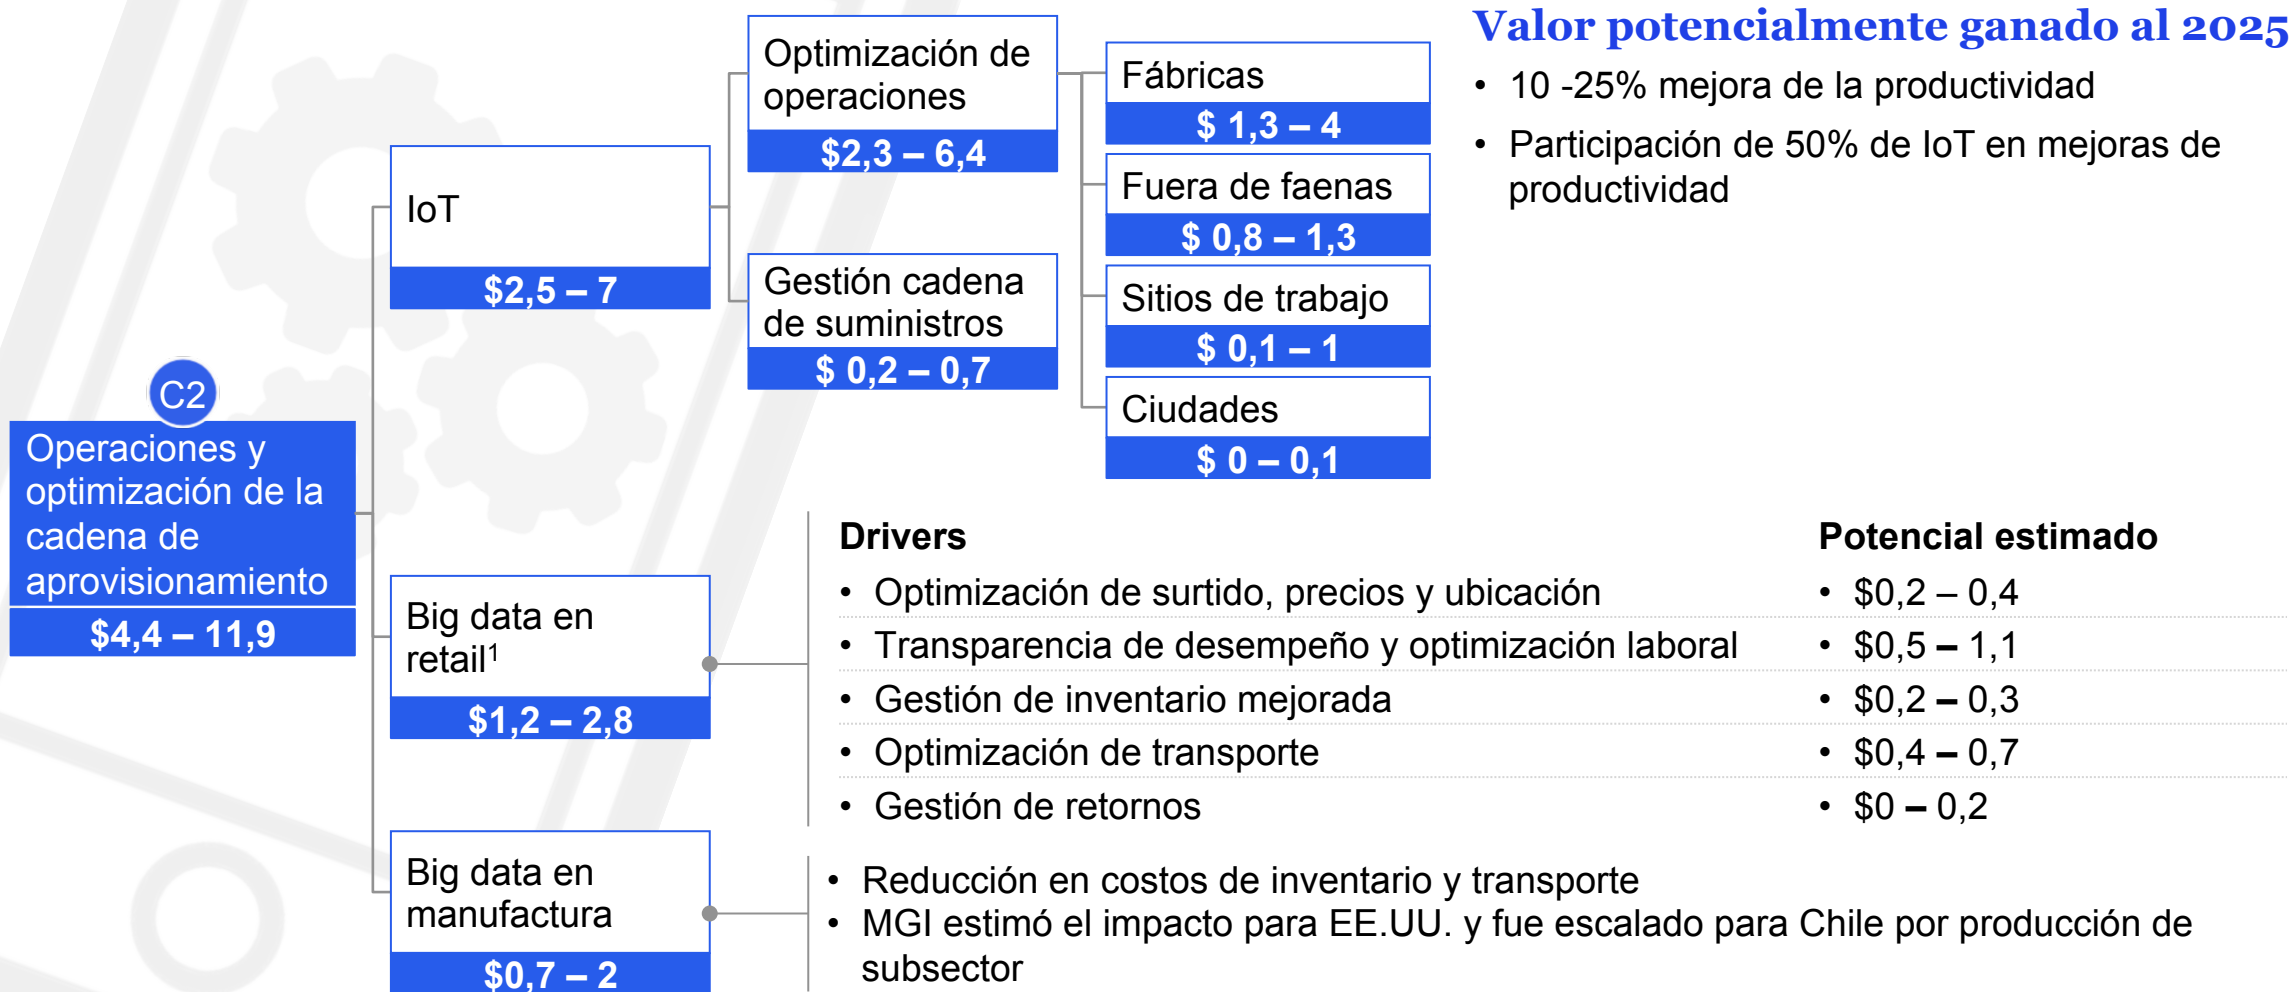 Valor potencialmente ganado al 2025
• 10 -25% mejora de la productividad
• Participación de 50% de IoT en mejoras de
productividad
C2
Operaciones y
optimización de la
cadena de
aprovisionamiento
$4,4 – 11,9
IoT
$2,5 – 7
Optimización de
operaciones
$2,3 – 6,4
Gestión cadena
de suministros
$ 0,2 – 0,7
Fábricas
$ 1,3 – 4
Fuera de faenas
$ 0,8 – 1,3
Sitios de trabajo
$ 0,1 – 1
Ciudades
$ 0 – 0,1
Big data en
retail¹
$1,2 – 2,8
Drivers Potencial estimado
• Optimización de surtido, precios y ubicación • $0,2 – 0,4
• Transparencia de desempeño y optimización laboral • $0,5 – 1,1
• Gestión de inventario mejorada • $0,2 – 0,3
• Optimización de transporte • $0,4 – 0,7
• Gestión de retornos • $0 – 0,2
Big data en
manufactura
$0,7 – 2
• Reducción en costos de inventario y transporte
• MGI estimó el impacto para EE.UU. y fue escalado para Chile por producción de
subsector